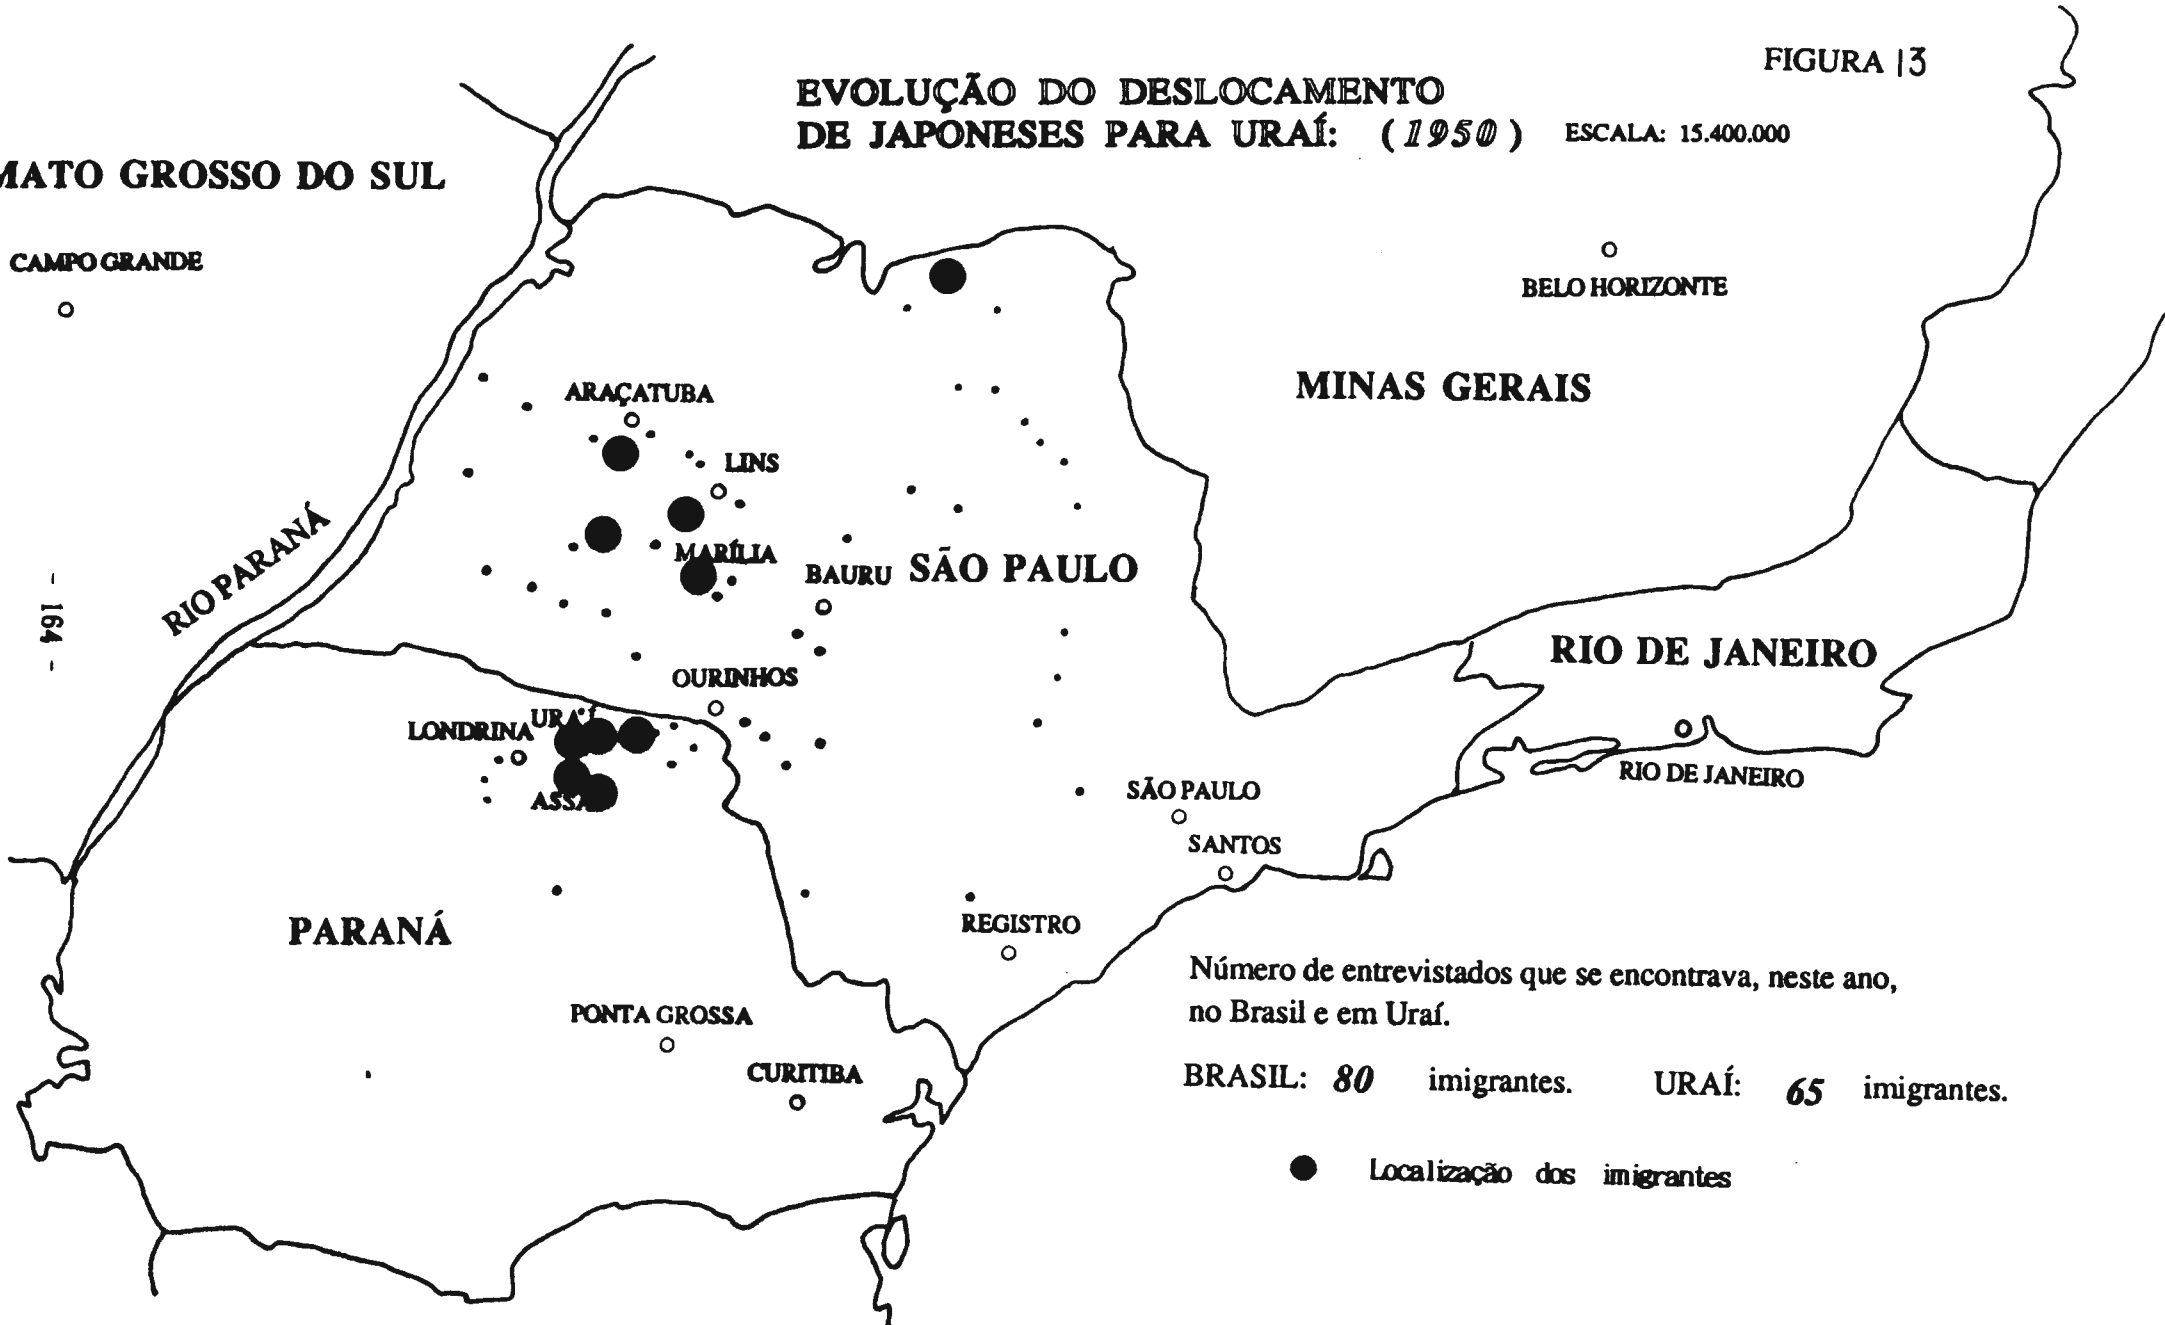 FIGURA 13
EVOLUÇÃO DO DESLOCAMENTO
DE JAPONESES PARA URAÍ: (1950) ESCALA: 15.400.000
MATO GROSSO DO SUL
CAMPO GRANDE
BELO HORIZONTE
MINAS GERAIS
ARAÇATUBA
LINS
RIO PARANÁ
MARÍLIA
BAURU
SÃO PAULO
- 164 -
RIO DE JANEIRO
OURINHOS
URAÍ
LONDRINA
RIO DE JANEIRO
ASSAÍ
SÃO PAULO
SANTOS
PARANÁ
REGISTRO
PONTA GROSSA
CURITIBA
Número de entrevistados que se encontrava, neste ano,
no Brasil e em Uraí.
BRASIL: 80 imigrantes. URAÍ: 65 imigrantes.
Localização dos imigrantes